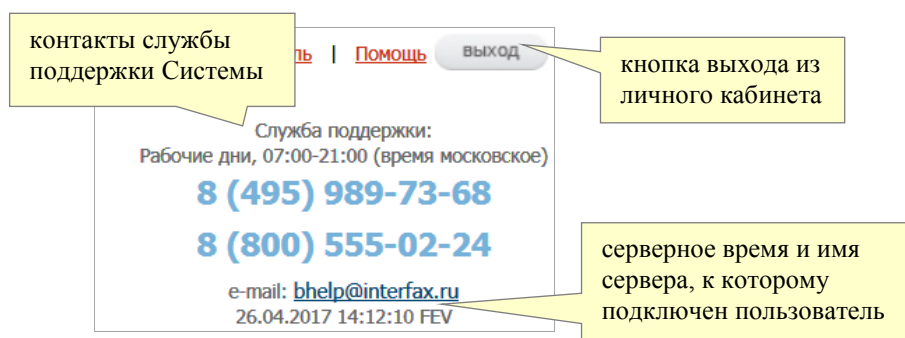 контакты службы
поддержки Системы
| Помощь выход
кнопка выхода из
личного кабинета
Служба поддержки:
Рабочие дни, 07:00-21:00 (время московское)
8 (495) 989-73-68
8 (800) 555-02-24
e-mail: bhelp@interfax.ru
26.04.2017 14:12:10 FEV
серверное время и имя
сервера, к которому
подключен пользователь